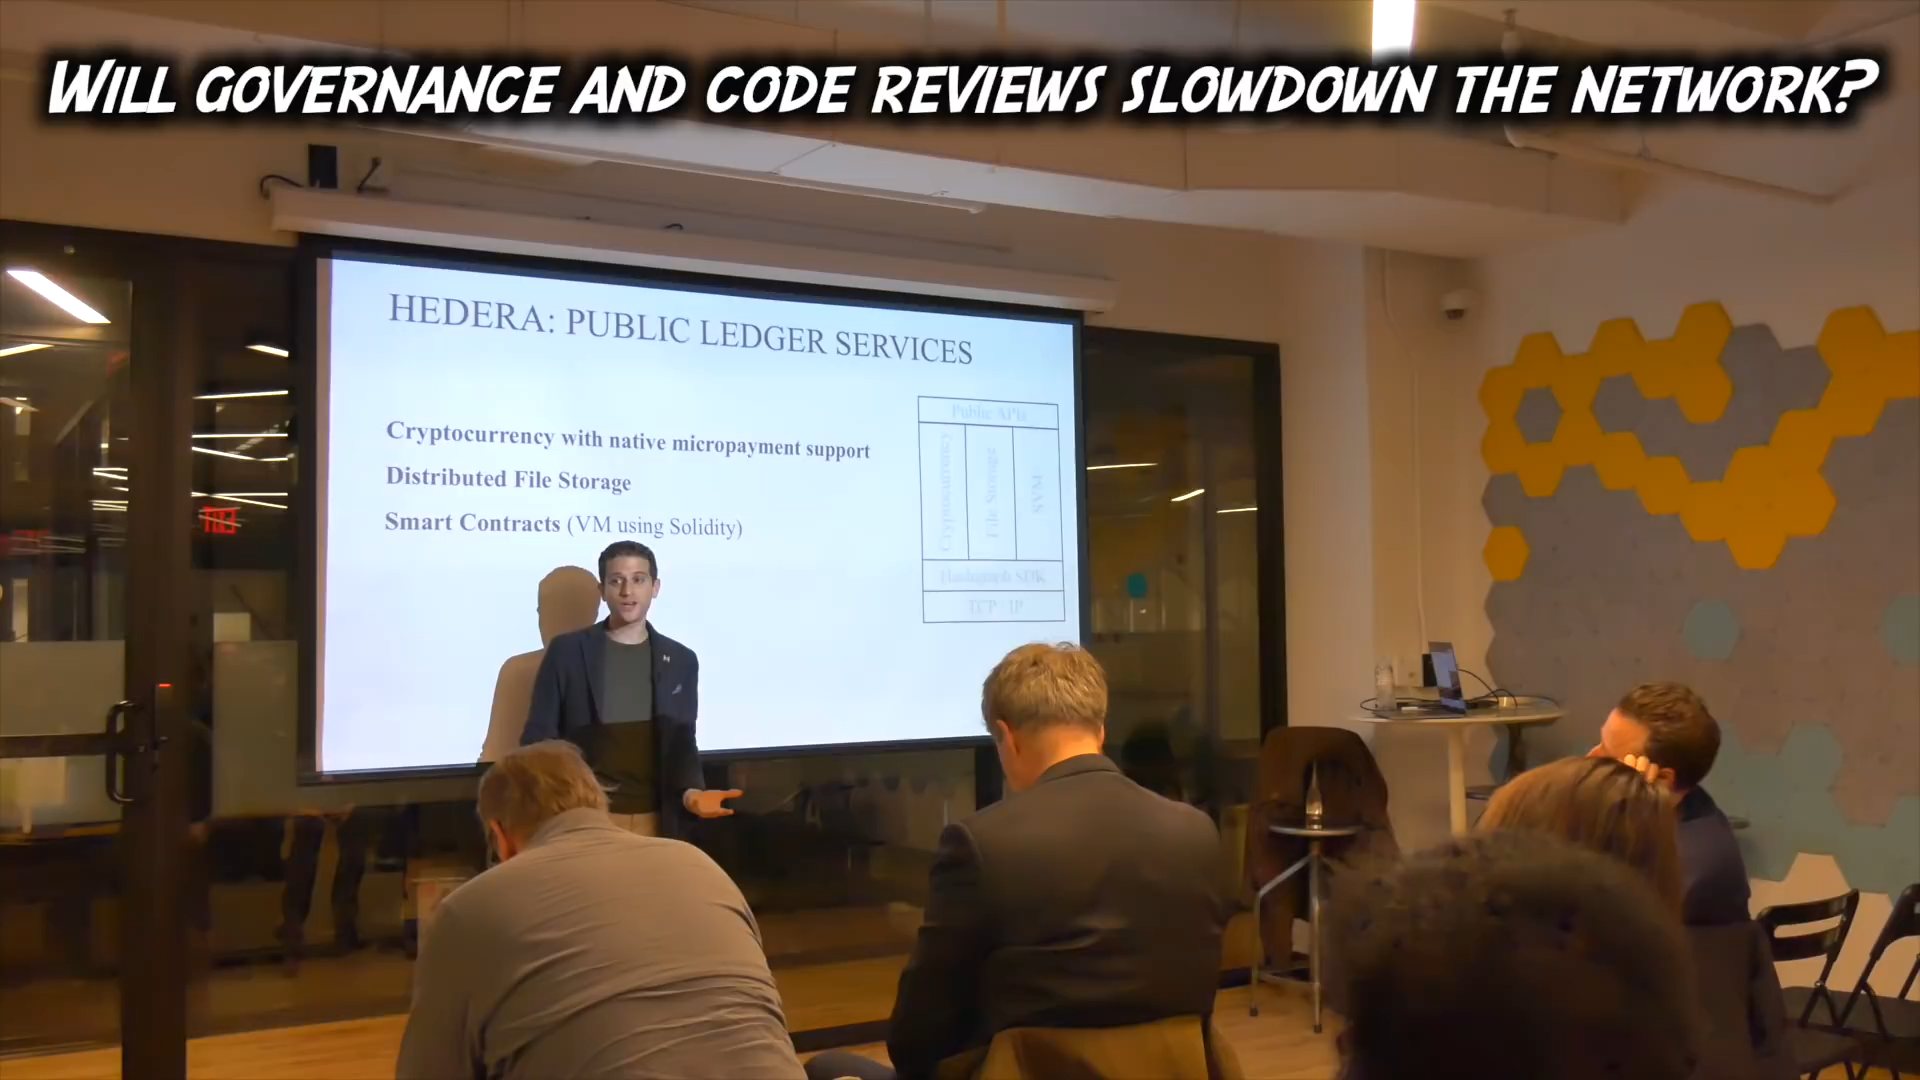 WILL GOVERNANCE AND CODE REVIEWS SLOWDOWN THE NETWORK?
HEDERA: PUBLIC LEDGER SERVICES
Cryptocurrency with native micropayment support
Distributed File Storage
Smart Contracts (VM using Solidity)
Public APIs
Cryptocurrency
File Storage
SVM
Hashgraph SDK
TCP / IP